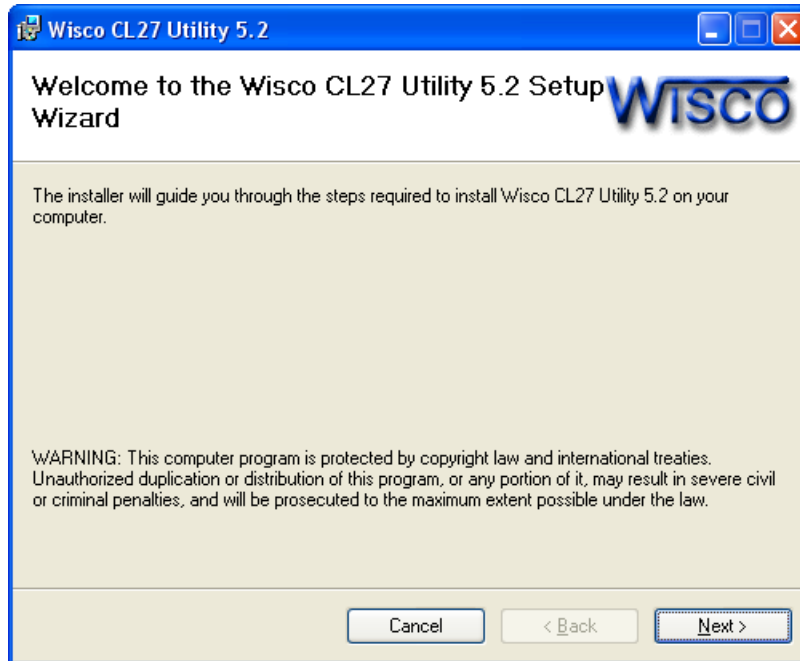 Wisco CL27 Utility 5.2
Welcome to the Wisco CL27 Utility 5.2 Setup
Wizard
WISCO
The installer will guide you through the steps required to install Wisco CL27 Utility 5.2 on your
computer.
WARNING: This computer program is protected by copyright law and international treaties.
Unauthorized duplication or distribution of this program, or any portion of it, may result in severe civil
or criminal penalties, and will be prosecuted to the maximum extent possible under the law.
Cancel
< Back
Next >